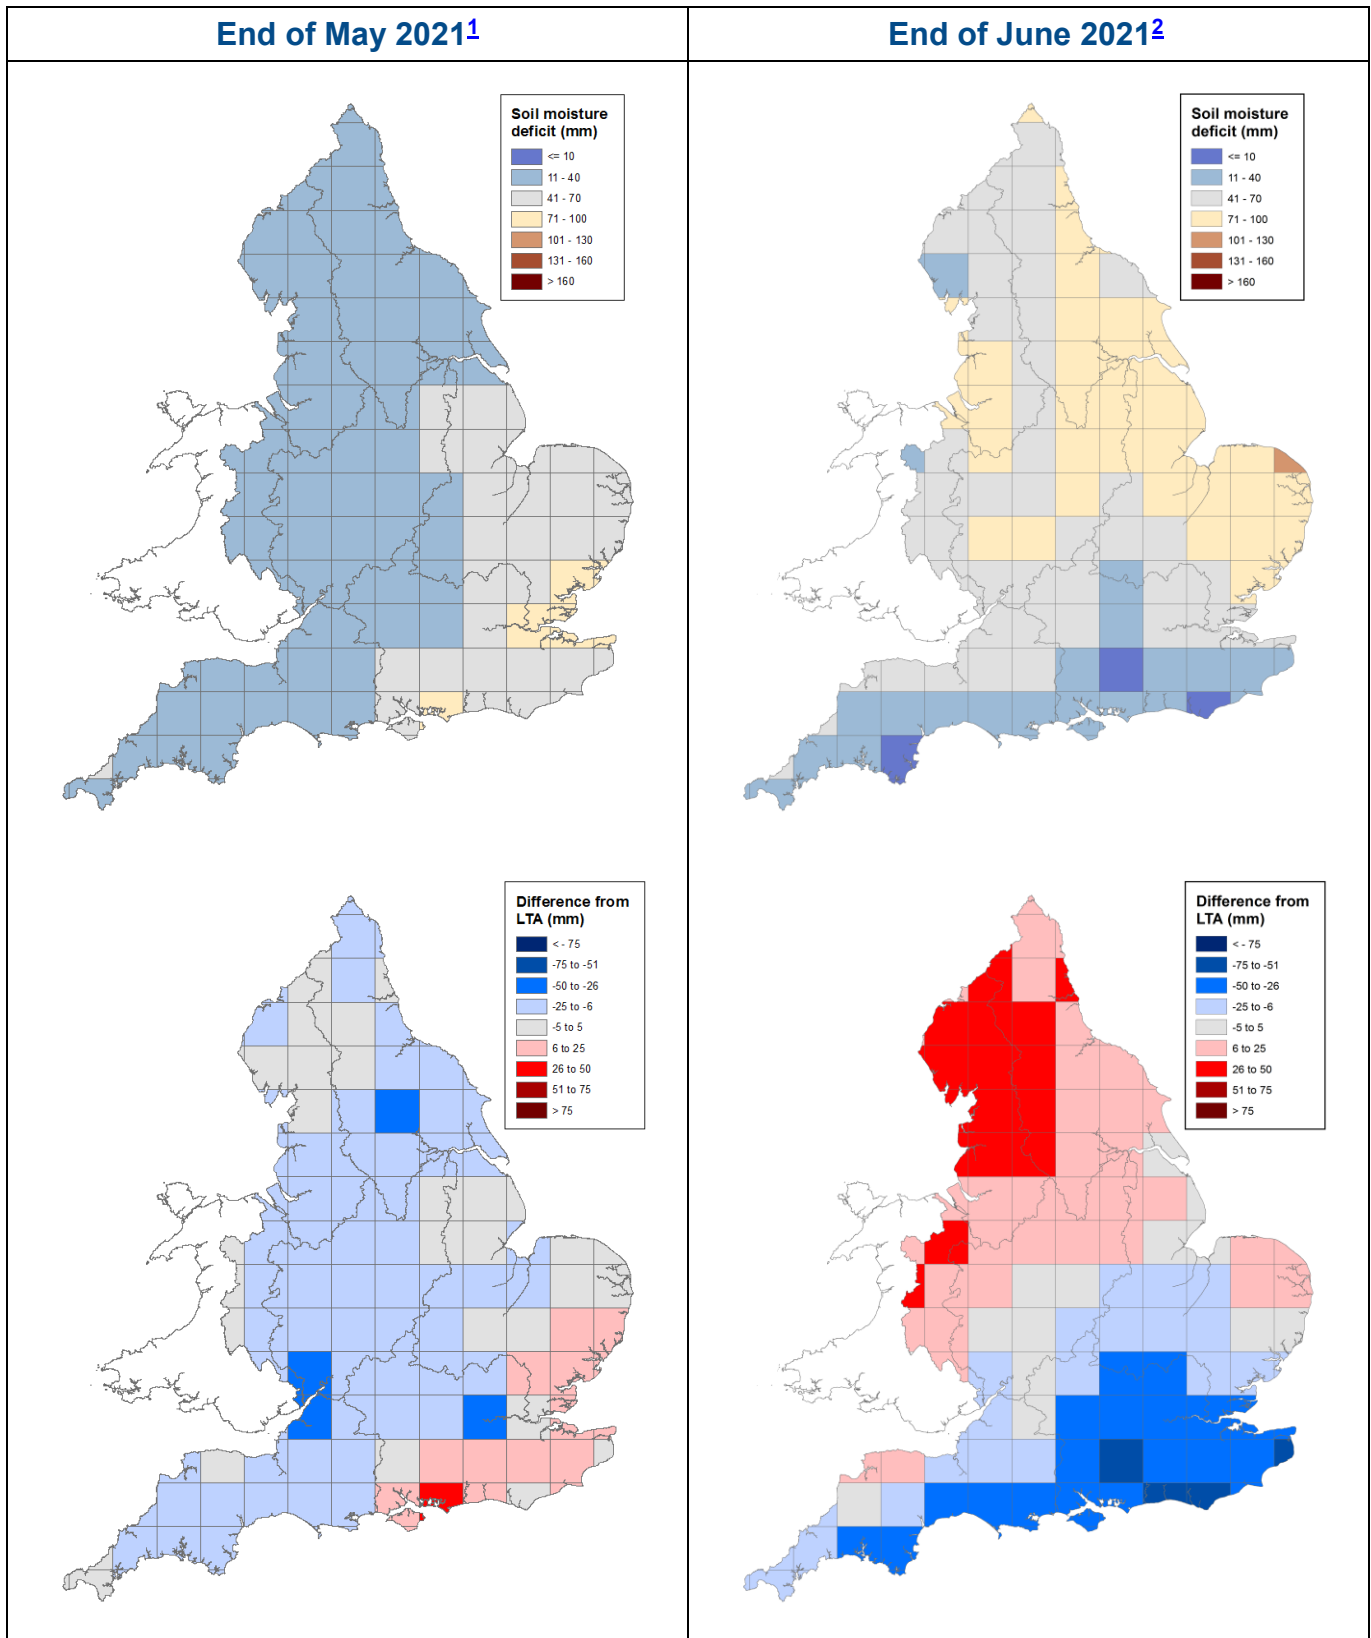 End of May 20211
End of June 20212
Soil moisture
deficit (mm)
<= 10
11 - 40
41 - 70
71 - 100
101 - 130
131 - 160
> 160
Soil moisture
deficit (mm)
<= 10
11 - 40
41 - 70
71 - 100
101 - 130
131 - 160
> 160
Difference from
LTA (mm)
< - 75
-75 to -51
-50 to -26
-25 to -6
-5 to 5
6 to 25
26 to 50
51 to 75
> 75
Difference from
LTA (mm)
< - 75
-75 to -51
-50 to -26
-25 to -6
-5 to 5
6 to 25
26 to 50
51 to 75
> 75